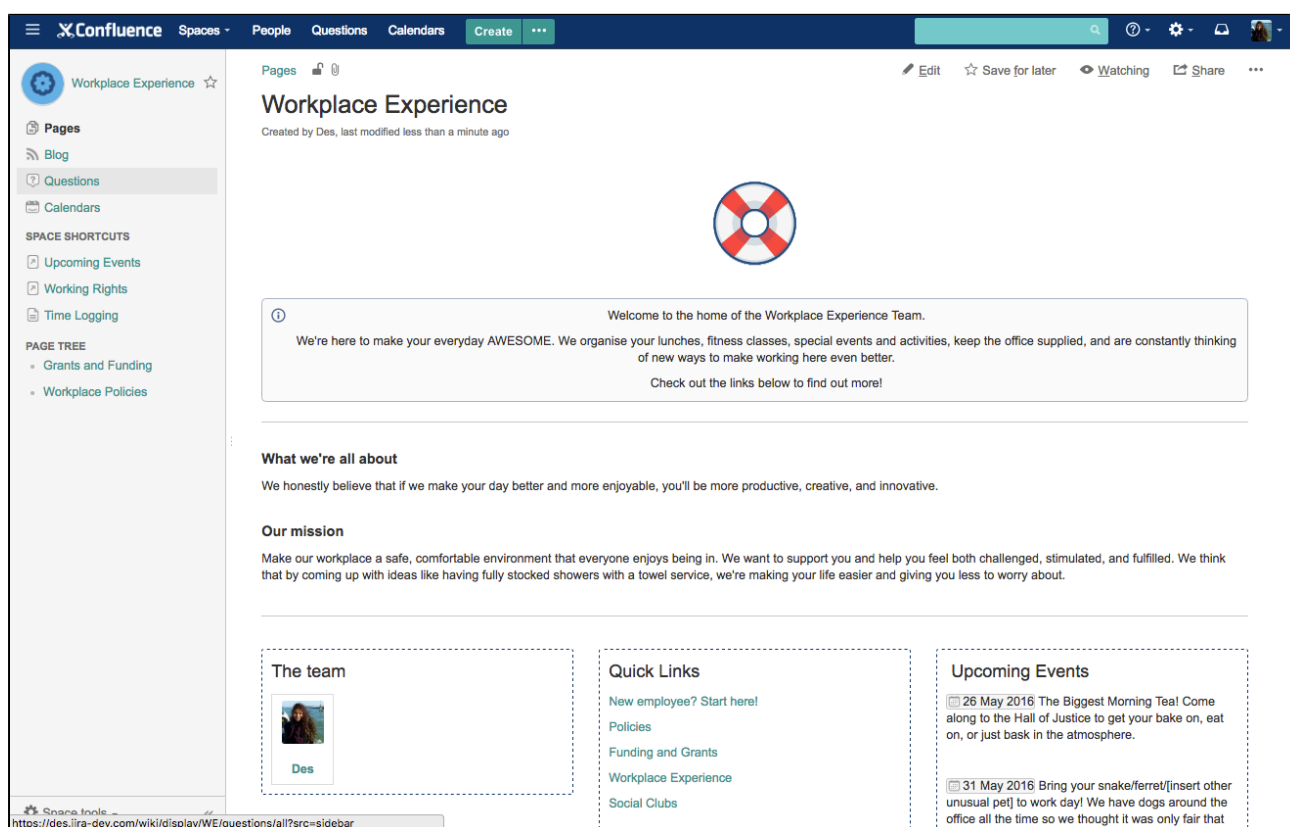 Confluence Spaces People Questions Calendars Create •••
Workplace Experience
Pages
Blog
Questions
Calendars
SPACE SHORTCUTS
Upcoming Events
Working Rights
Time Logging
PAGE TREE
Grants and Funding
Workplace Policies
Space tools
https://des.jira-dev.com/wiki/display/WE/questions/all?src=sidebar
Pages
Edit Save for later Watching Share •••
Workplace Experience
Created by Des, last modified less than a minute ago
Welcome to the home of the Workplace Experience Team.
We're here to make your everyday AWESOME. We organise your lunches, fitness classes, special events and activities, keep the office supplied, and are constantly thinking
of new ways to make working here even better.
Check out the links below to find out more!
What we're all about
We honestly believe that if we make your day better and more enjoyable, you'll be more productive, creative, and innovative.
Our mission
Make our workplace a safe, comfortable environment that everyone enjoys being in. We want to support you and help you feel both challenged, stimulated, and fulfilled. We think
that by coming up with ideas like having fully stocked showers with a towel service, we're making your life easier and giving you less to worry about.
The team
Des
Quick Links
New employee? Start here!
Policies
Funding and Grants
Workplace Experience
Social Clubs
Upcoming Events
26 May 2016 The Biggest Morning Tea! Come
along to the Hall of Justice to get your bake on, eat
on, or just bask in the atmosphere.
31 May 2016 Bring your snake/ferret/[insert other
unusual pet] to work day! We have dogs around the
office all the time so we thought it was only fair that